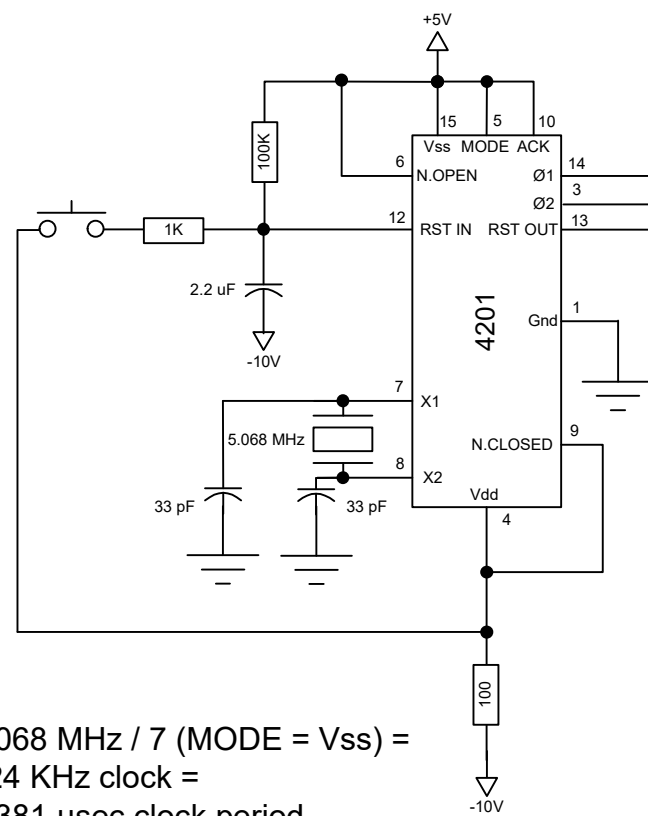 +5V
15 5 10
Vss MODE ACK
100K
6 N.OPEN Ø1 14
Ø2 3
12 RST IN RST OUT 13
1K
2.2 uF
-10V
4201
Gnd 1
7 X1
5.068 MHz
N.CLOSED 9
8 X2
33 pF 33 pF
Vdd
4
100
-10V
068 MHz / 7 (MODE = Vss) =
24 KHz clock =